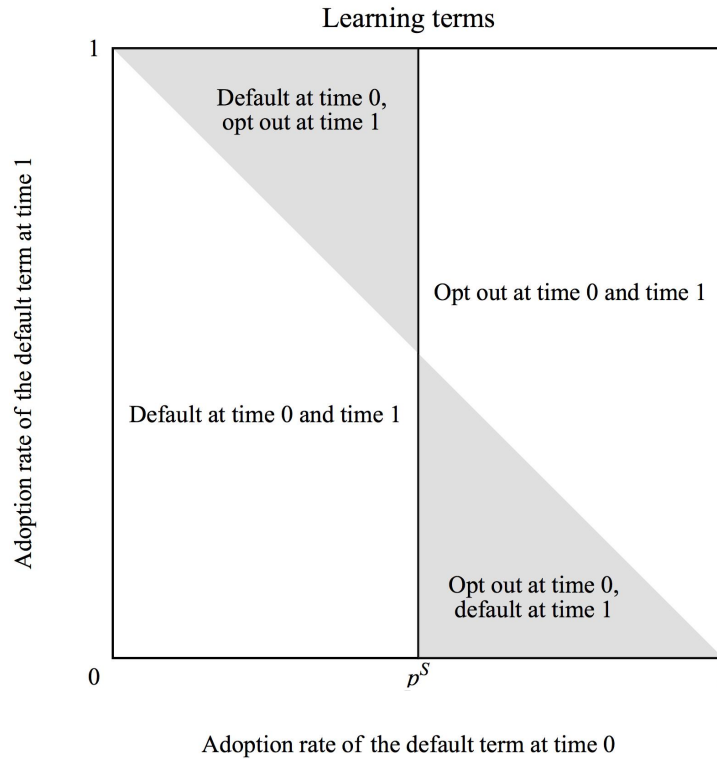 Learning terms
1
Default at time 0,
opt out at time 1
Adoption rate of the default term at time 1
Opt out at time 0 and time 1
Default at time 0 and time 1
Opt out at time 0,
default at time 1
0
p^S
Adoption rate of the default term at time 0